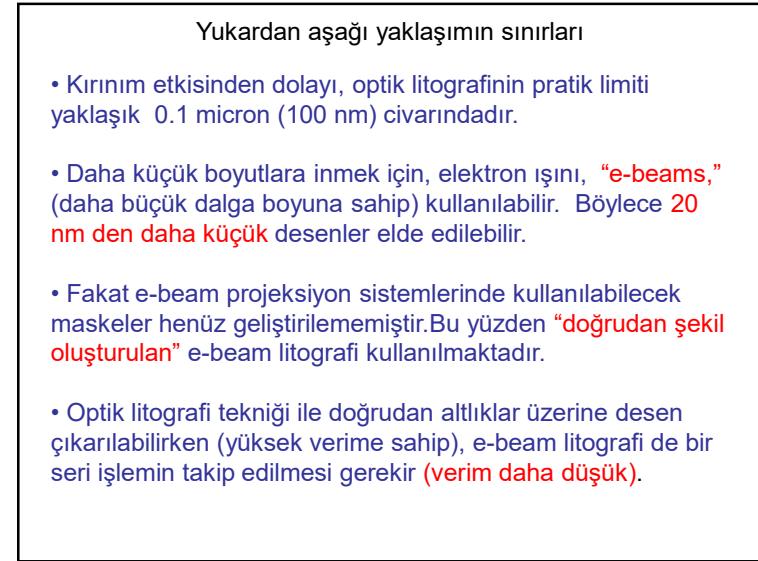 Yukardan aşağı yaklaşımın sınırları
• Kırınım etkisinden dolayı, optik litografinin pratik limiti
yaklaşık 0.1 micron (100 nm) civarındadır.
• Daha küçük boyutlara inmek için, elektron ışını, “e-beams,”
(daha büçük dalga boyuna sahip) kullanılabilir. Böylece 20
nm den daha küçük desenler elde edilebilir.
• Fakat e-beam projeksiyon sistemlerinde kullanılabilecek
maskeler henüz geliştirilememiştir.Bu yüzden “doğrudan şekil
oluşturulan” e-beam litografi kullanılmaktadır.
• Optik litografi tekniği ile doğrudan altlıklar üzerine desen
çıkarılabilirken (yüksek verime sahip), e-beam litografi de bir
seri işlemin takip edilmesi gerekir (verim daha düşük).